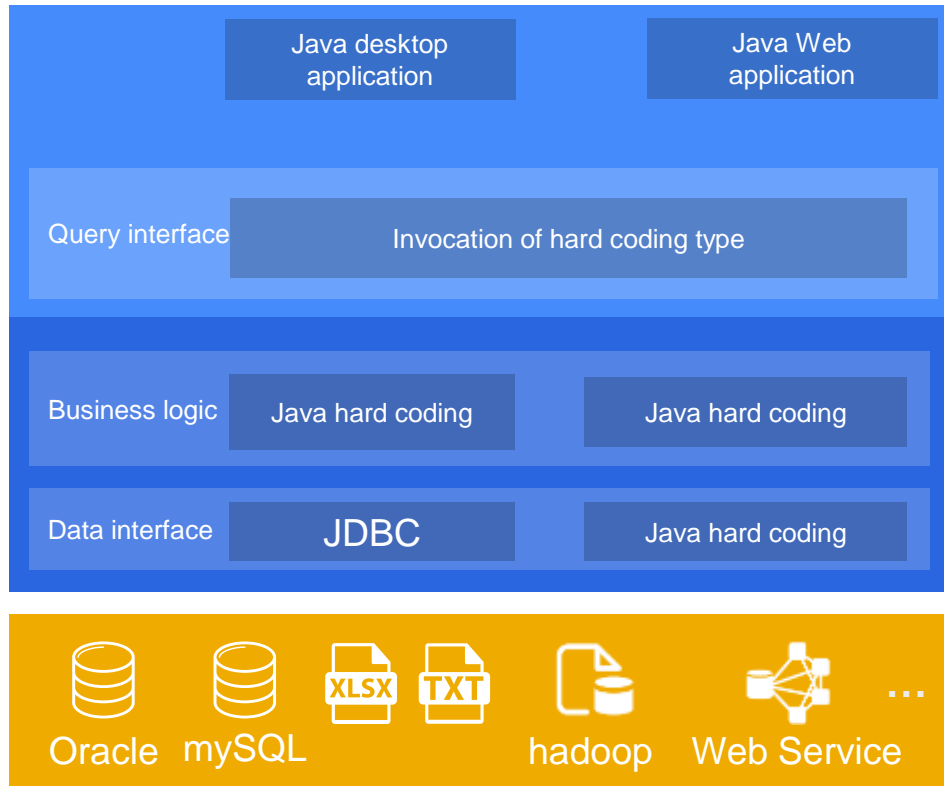 Java desktop
application
Java Web
application
Query interface
Invocation of hard coding type
Business logic
Java hard coding
Java hard coding
Data interface
JDBC
Java hard coding
XLSX
TXT
...
Oracle
mySQL
hadoop
Web Service